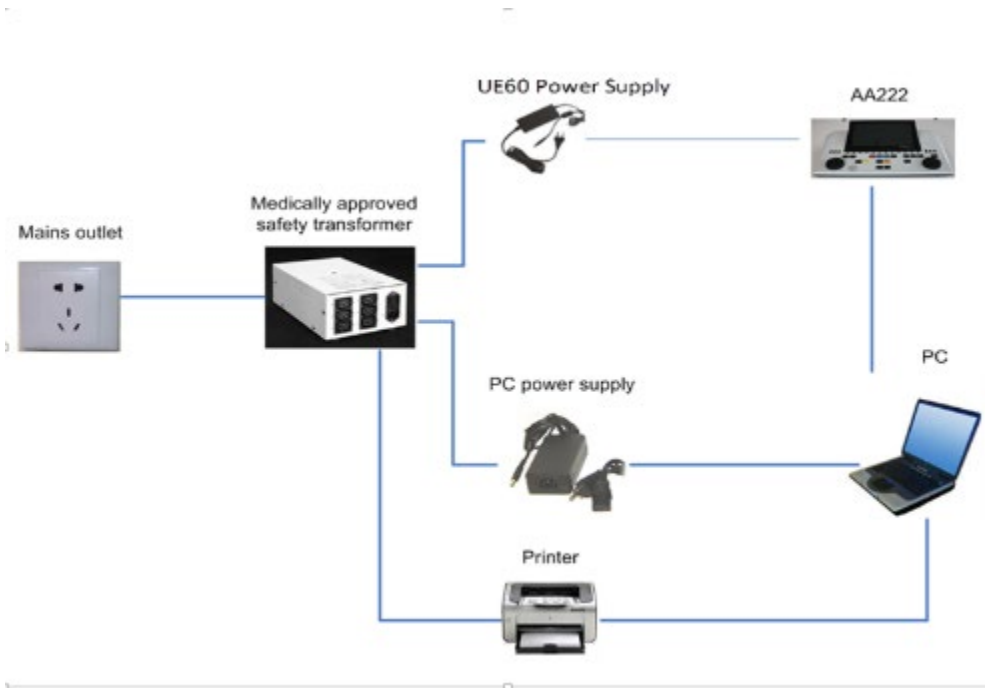 UE60 Power Supply
AA222
Medically approved
safety transformer
Mains outlet
PC
PC power supply
Printer